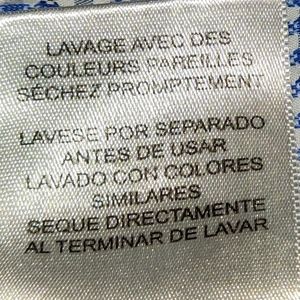 LAVAGE AVEC DES
COULEURS PAREILLES
SÉCHEZ PROMPTEMENT
LAVESE POR SEPARADO
ANTES DE USAR
LAVADO CON COLORES
SIMILARES
SEQUE DIRECTAMENTE
AL TERMINAR DE LAVAR